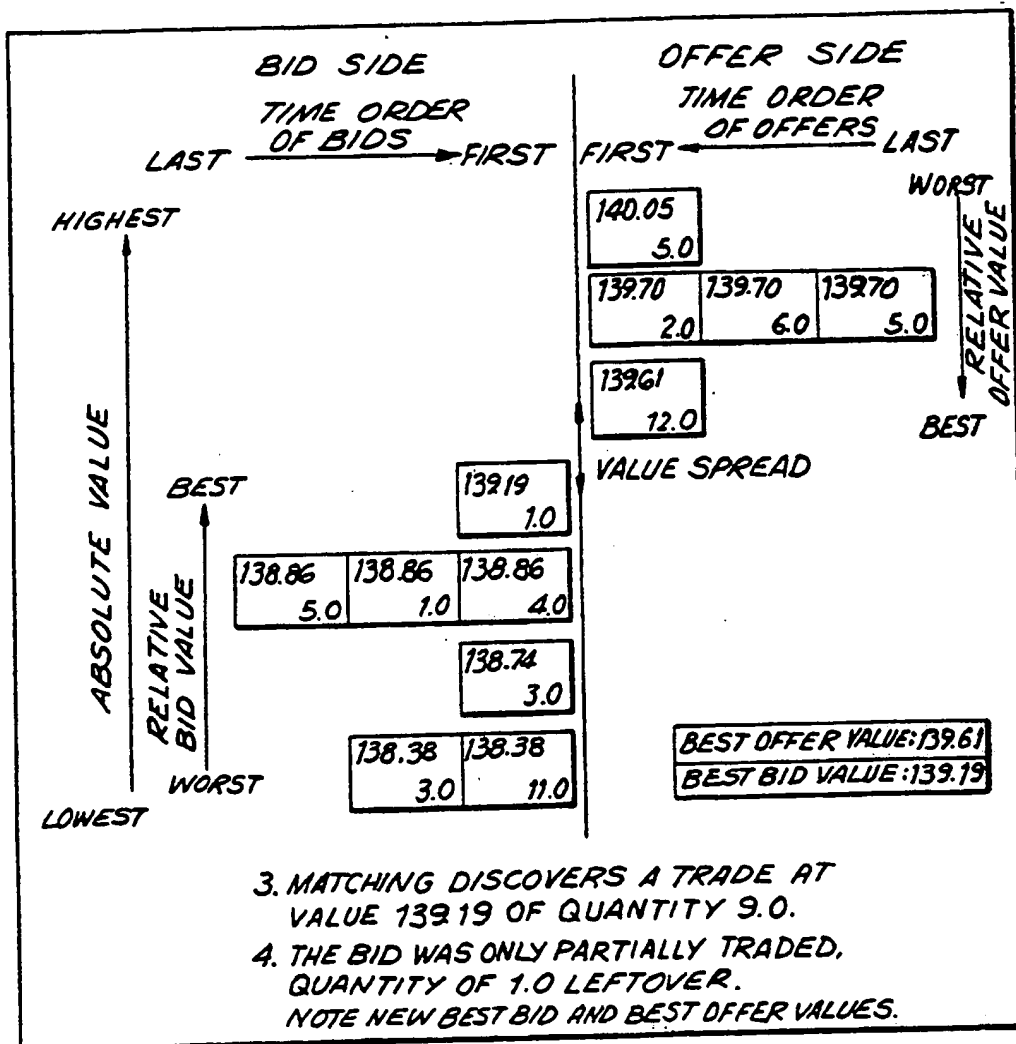 BID SIDE
TIME ORDER
OF BIDS
LAST
FIRST
OFFER SIDE
TIME ORDER
OF OFFERS
FIRST
LAST
WORST
RELATIVE
OFFER VALUE
BEST
HIGHEST
ABSOLUTE VALUE
LOWEST
BEST
RELATIVE
BID VALUE
WORST
140.05
5.0
139.70 139.70 139.70
2.0 6.0 5.0
139.61
12.0
VALUE SPREAD
139.19
1.0
138.86 138.86 138.86
5.0 1.0 4.0
138.74
3.0
138.38 138.38
3.0 11.0
BEST OFFER VALUE:139.61
BEST BID VALUE:139.19
3. MATCHING DISCOVERS A TRADE AT
VALUE 139.19 OF QUANTITY 9.0.
4. THE BID WAS ONLY PARTIALLY TRADED,
QUANTITY OF 1.0 LEFTOVER.
NOTE NEW BEST BID AND BEST OFFER VALUES.